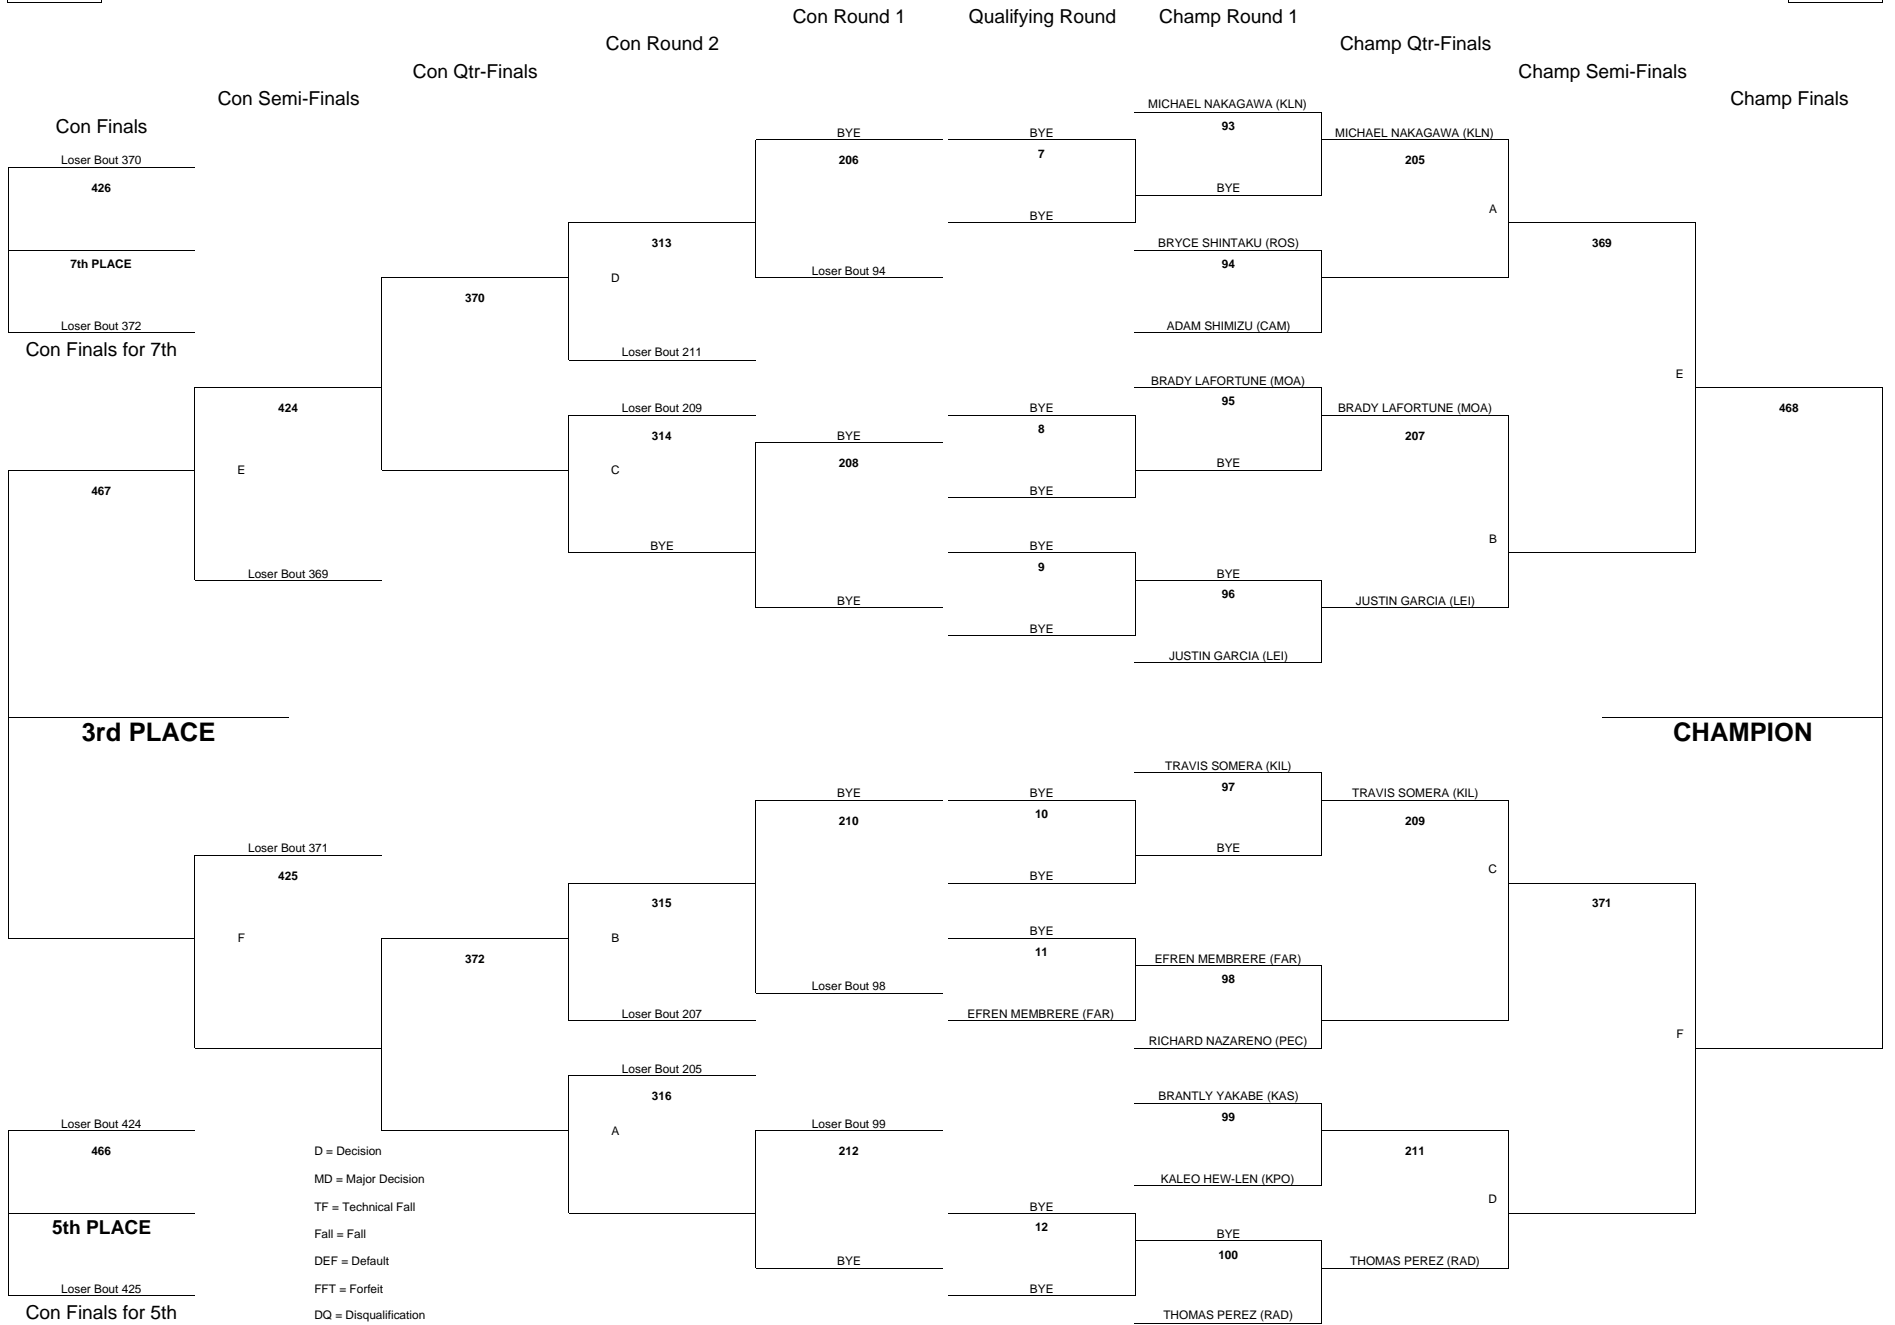 Con Round 1 Qualifying Round Champ Round 1
Con Round 2 Champ Qtr-Finals
Con Qtr-Finals Champ Semi-Finals
Con Semi-Finals Champ Finals
MICHAEL NAKAGAWA (KLN)
Con Finals 93
BYE BYE MICHAEL NAKAGAWA (KLN)
Loser Bout 370 206 7 205
426 BYE
BYE A
313 BRYCE SHINTAKU (ROS) 369
7th PLACE 94
D Loser Bout 94
370
Loser Bout 372 ADAM SHIMIZU (CAM)
Con Finals for 7th Loser Bout 211
E
BRADY LAFORTUNE (MOA)
95
424 Loser Bout 209 BYE BRADY LAFORTUNE (MOA) 468
8
314 BYE 207
208 BYE
E C
467 BYE
B
BYE BYE
9
Loser Bout 369 BYE
96
BYE JUSTIN GARCIA (LEI)
BYE
JUSTIN GARCIA (LEI)
3rd PLACE CHAMPION
TRAVIS SOMERA (KIL)
97
BYE BYE TRAVIS SOMERA (KIL)
10
210 209
Loser Bout 371 BYE
C
425 BYE
315 371
BYE
F B
11
372 EFREN MEMBRERE (FAR)
98
Loser Bout 98
Loser Bout 207 EFREN MEMBRERE (FAR)
F
RICHARD NAZARENO (PEC)
Loser Bout 205
316 BRANTLY YAKABE (KAS)
99
Loser Bout 424 Loser Bout 99
A
466 D = Decision 212 211
MD = Major Decision KALEO HEW-LEN (KPO)
D
TF = Technical Fall BYE
5th PLACE 12
Fall = Fall BYE
100
DEF = Default BYE THOMAS PEREZ (RAD)
Loser Bout 425 FFT = Forfeit BYE
Con Finals for 5th DQ = Disqualification THOMAS PEREZ (RAD)